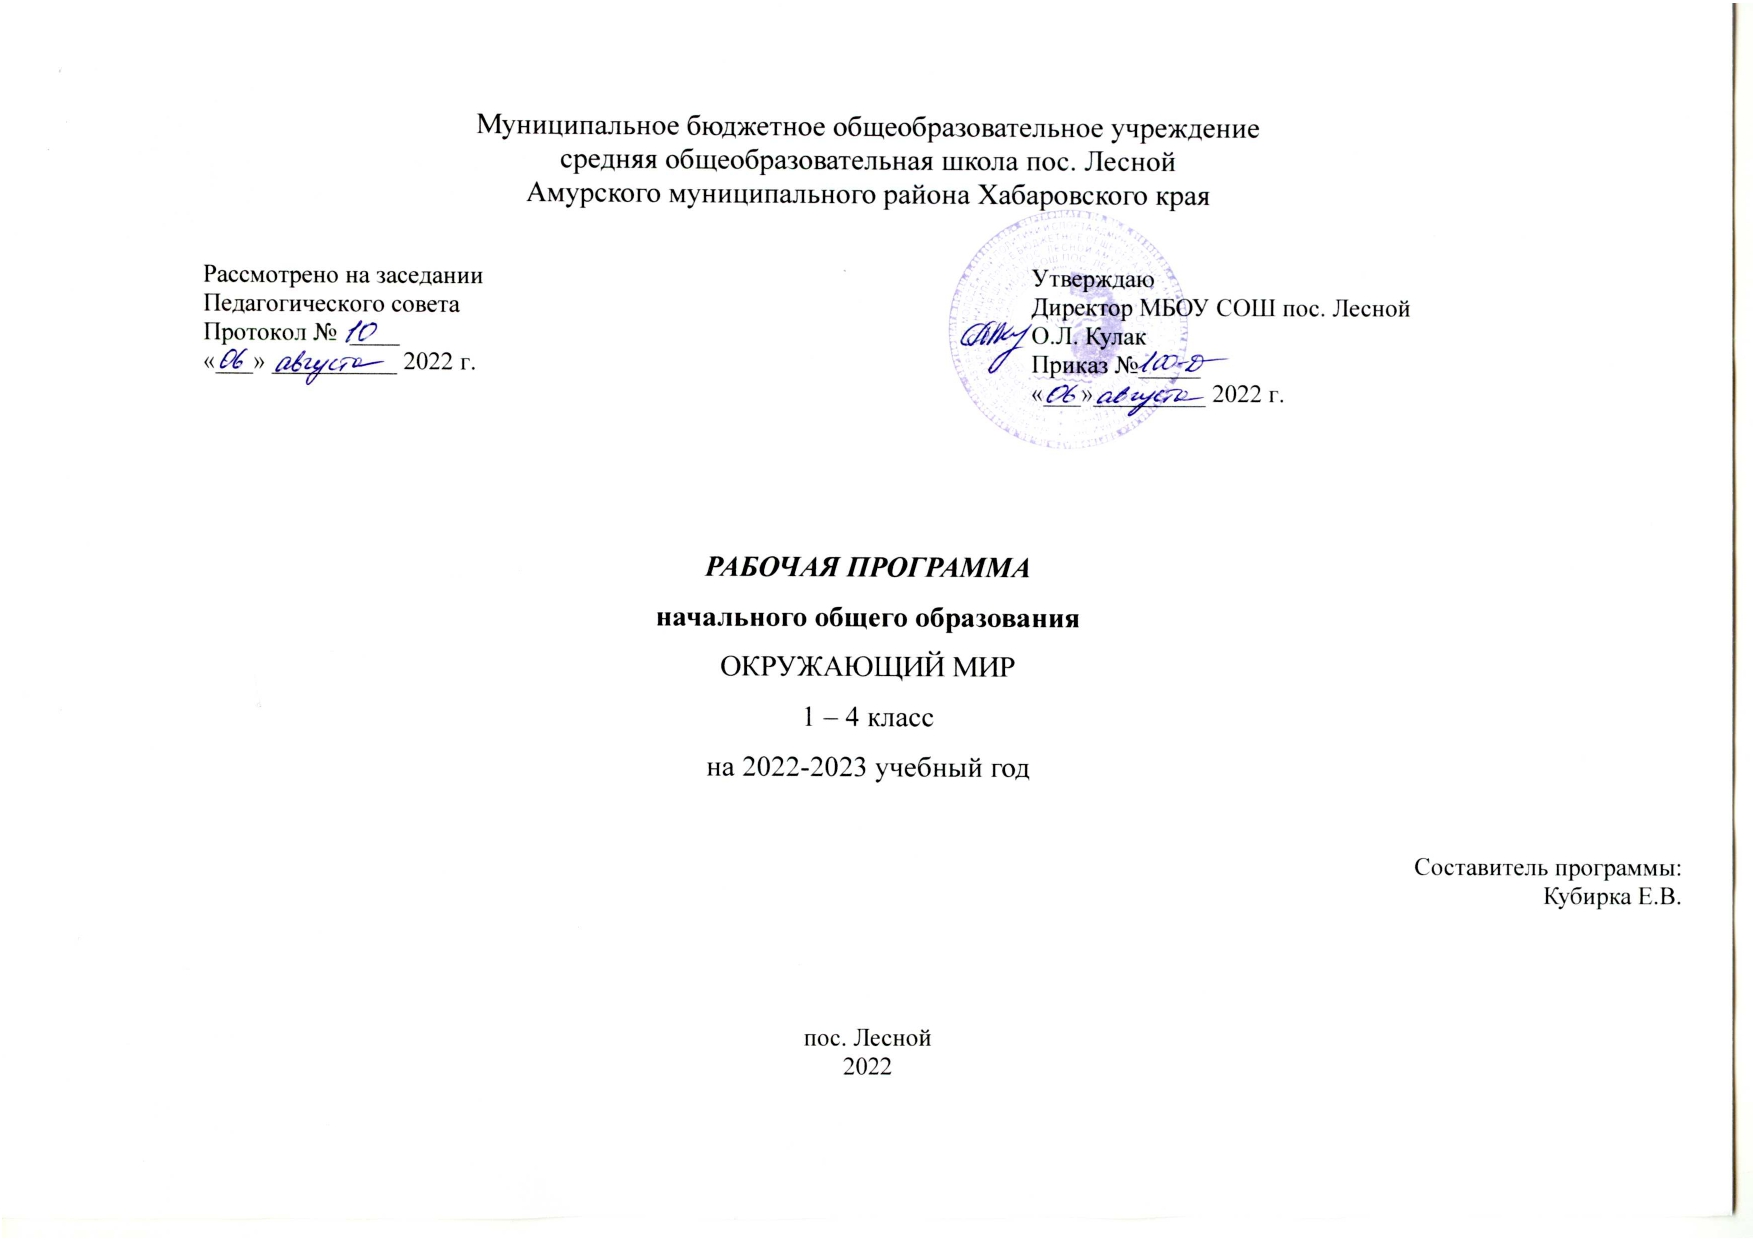 Муниципальное бюджетное общеобразовательное учреждение
средняя общеобразовательная школа пос. Лесной
Амурского муниципального района Хабаровского края
Рассмотрено на заседании
Педагогического совета
Протокол № 10
«06» августа 2022 г.
Утверждаю
Директор МБОУ СОШ пос. Лесной
О.Л. Кулак
Приказ №100-Д
«06» августа 2022 г.
РАБОЧАЯ ПРОГРАММА
начального общего образования
ОКРУЖАЮЩИЙ МИР
1 – 4 класс
на 2022-2023 учебный год
Составитель программы:
Кубирка Е.В.
пос. Лесной
2022